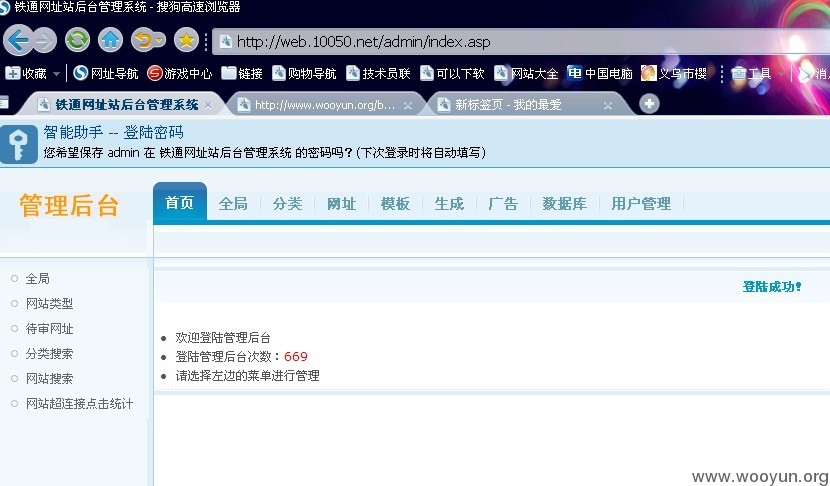 铁通网址站后台管理系统 - 搜狗高速浏览器
http://web.10050.net/admin/index.asp
收藏 网址导航 游戏中心 链接 购物导航 技术员联 可以下软 网站大全 中国电脑 义乌市樱 工具 消
铁通网址站后台管理系统 http://www.wooyun.org/b... 新标签页 - 我的最爱
智能助手 -- 登陆密码
您希望保存 admin 在 铁通网址站后台管理系统 的密码吗？(下次登录时将自动填写)
管理后台
首页 全局 分类 网址 模板 生成 广告 数据库 用户管理
全局
网站类型
待审网址
分类搜索
网站搜索
网站超连接点击统计
登陆成功!
欢迎登陆管理后台
登陆管理后台次数：669
请选择左边的菜单进行管理
www.wooyun.org